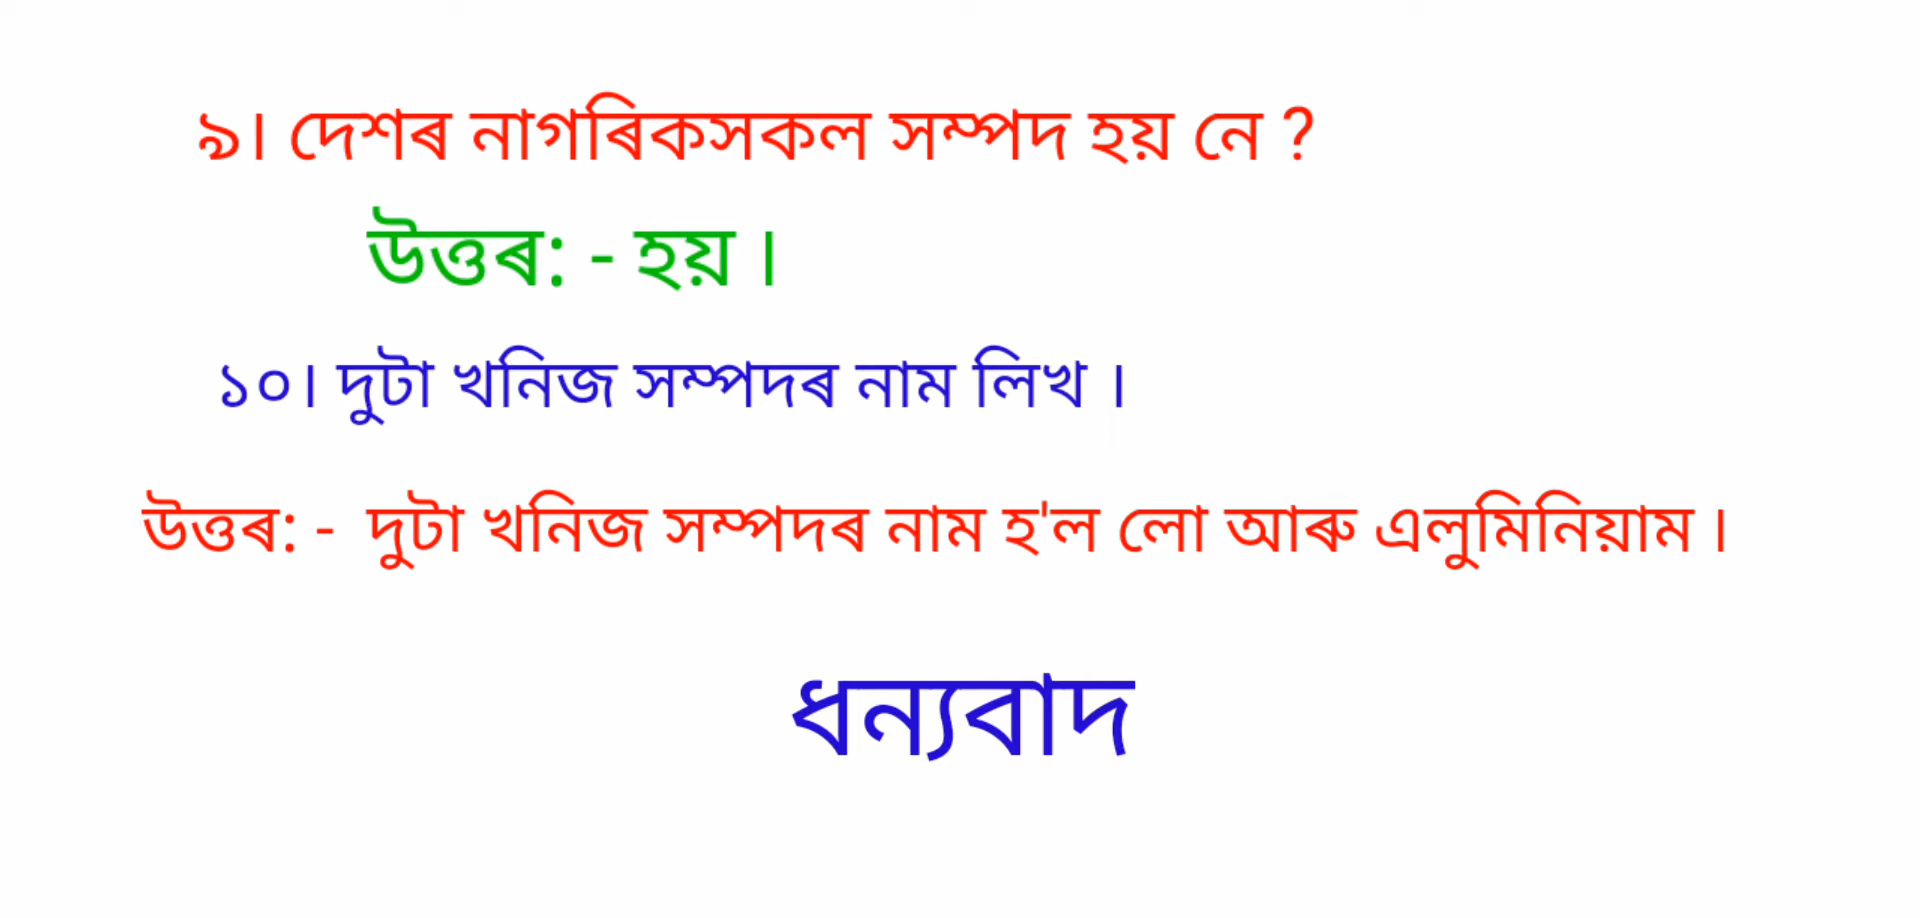 ৯। দেশৰ নাগৰিকসকল সম্পদ হয় নে ?
উত্তৰ: - হয় ।
১০। দুটা খনিজ সম্পদৰ নাম লিখ ।
উত্তৰ: - দুটা খনিজ সম্পদৰ নাম হ'ল লো আৰু এলুমিনিয়াম ।
ধন্যবাদ